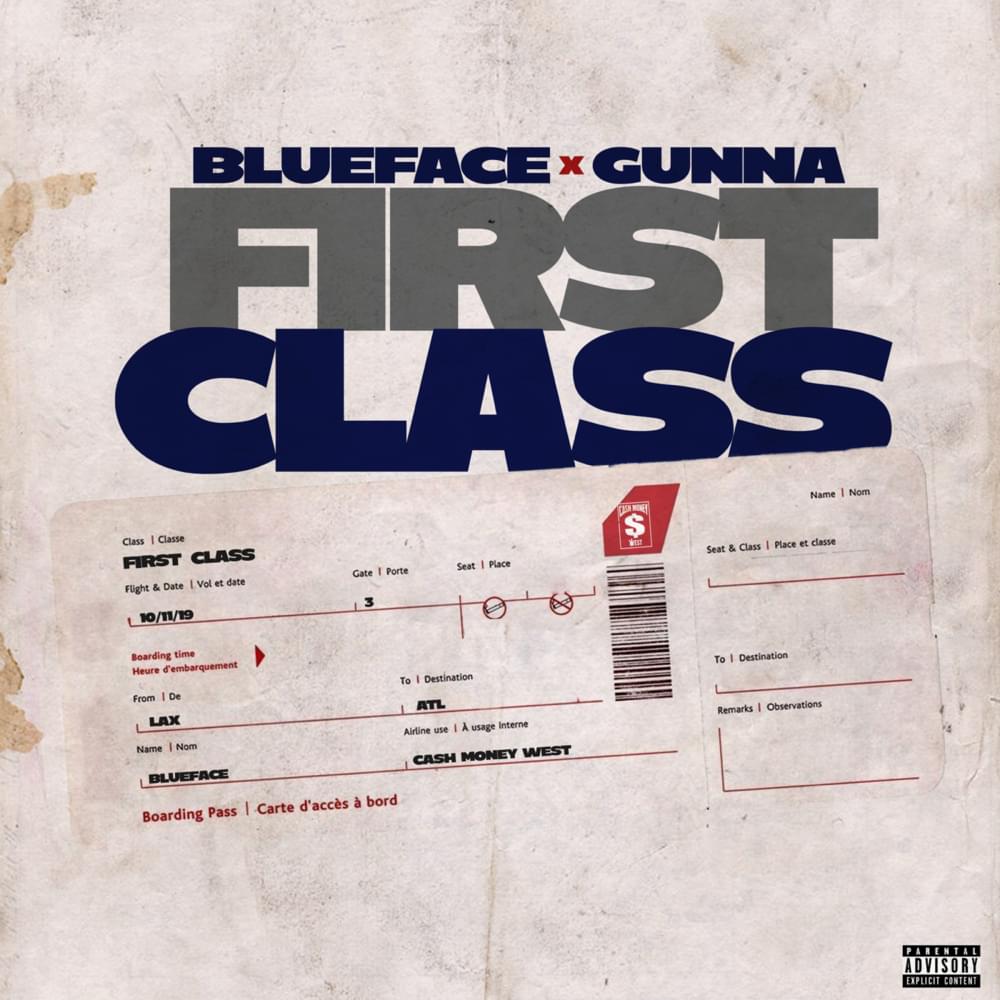 BLUEFACE x GUNNA
FIRST
CLASS
Class | Classe
FIRST CLASS
Flight & Date | Vol et date
10/11/19
Gate | Porte
3
Seat | Place
CASH MONEY
$
WEST
Boarding time
Heure d'embarquement
From | De
LAX
To | Destination
ATL
Name | Nom
BLUEFACE
Airline use | À usage Interne
CASH MONEY WEST
Boarding Pass | Carte d'accès à bord
Name | Nom
Seat & Class | Place et classe
To | Destination
Remarks | Observations
PARENTAL
ADVISORY
EXPLICIT CONTENT